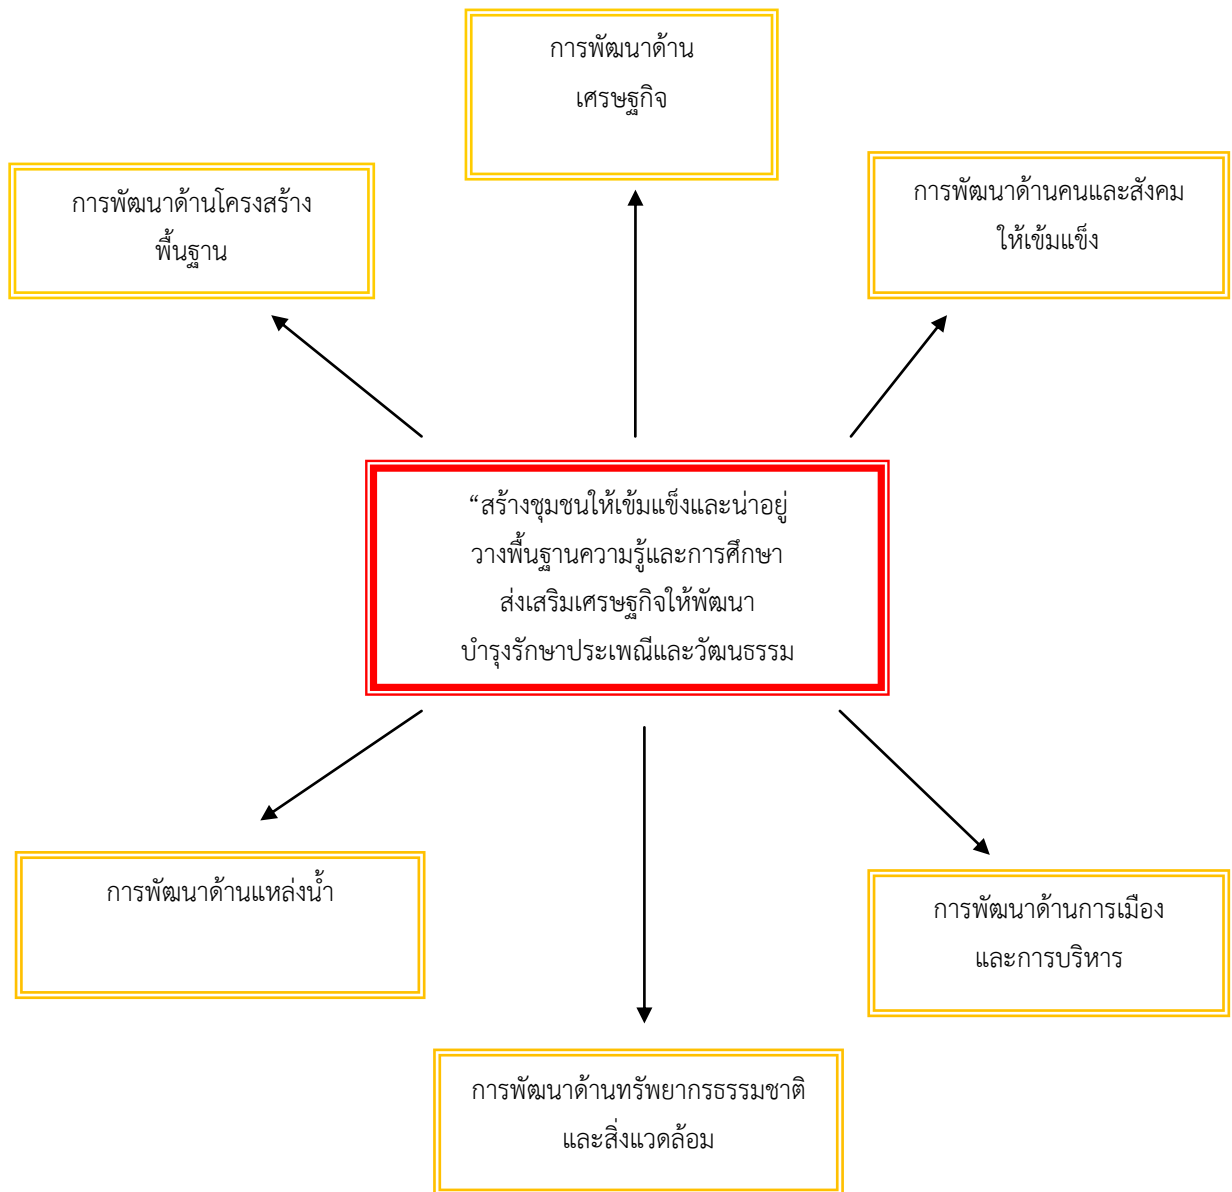 การพัฒนาด้าน
เศรษฐกิจ
การพัฒนาด้านโครงสร้าง
พื้นฐาน
การพัฒนาด้านคนและสังคม
ให้เข้มแข็ง
“สร้างชุมชนให้เข้มแข็งและน่าอยู่
วางพื้นฐานความรู้และการศึกษา
ส่งเสริมเศรษฐกิจให้พัฒนา
บำรุงรักษาประเพณีและวัฒนธรรม
การพัฒนาด้านแหล่งน้ำ
การพัฒนาด้านการเมือง
และการบริหาร
การพัฒนาด้านทรัพยากรธรรมชาติ
และสิ่งแวดล้อม